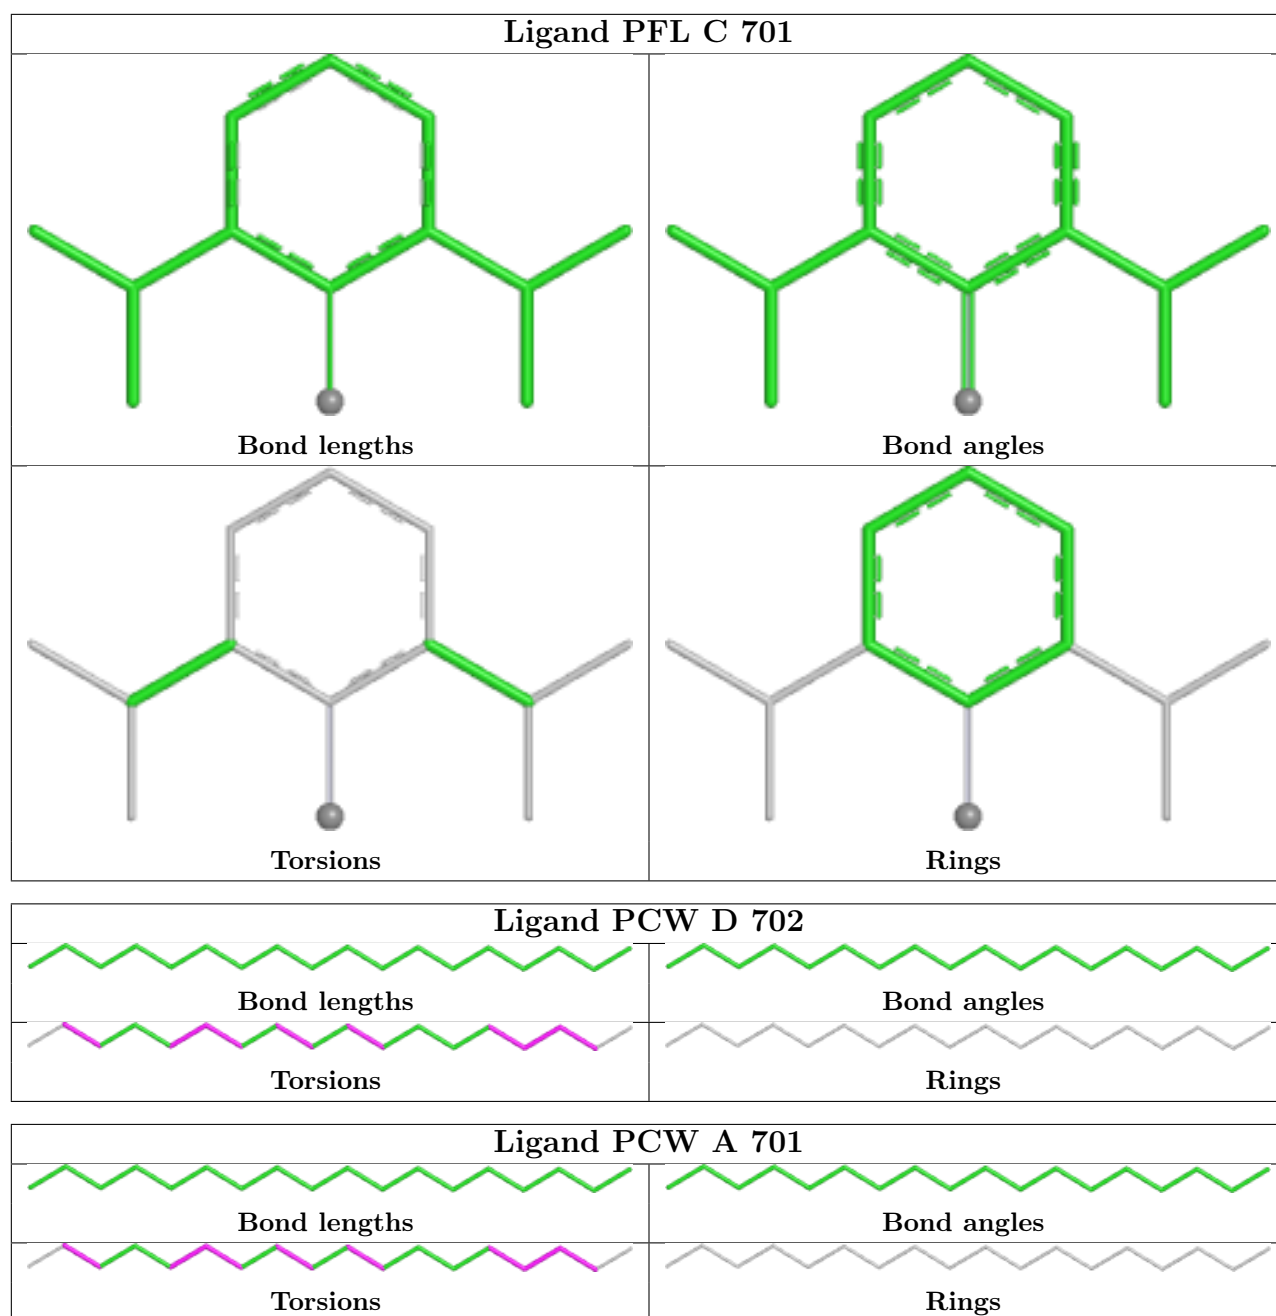 Ligand PFL C 701
Bond lengths
Bond angles
Torsions
Rings
Ligand PCW D 702
Bond lengths
Bond angles
Torsions
Rings
Ligand PCW A 701
Bond lengths
Bond angles
Torsions
Rings